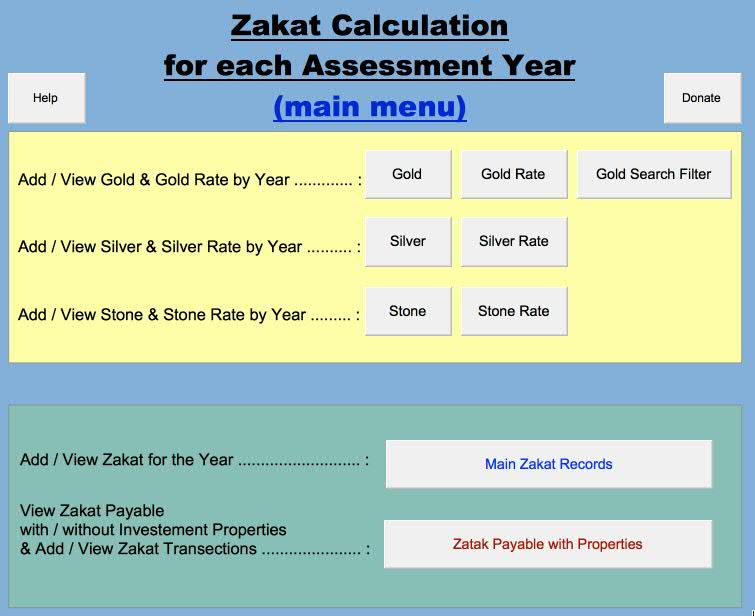 Zakat Calculation
for each Assessment Year
(main menu)
Help
Donate
Add / View Gold & Gold Rate by Year ............. : Gold Gold Rate Gold Search Filter
Add / View Silver & Silver Rate by Year .......... : Silver Silver Rate
Add / View Stone & Stone Rate by Year ......... : Stone Stone Rate
Add / View Zakat for the Year ........................... : Main Zakat Records
View Zakat Payable
with / without Investement Properties
& Add / View Zakat Transections ...................... : Zatak Payable with Properties